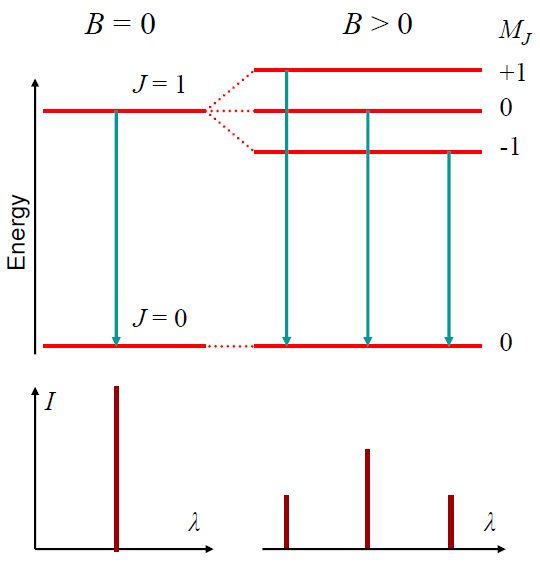 B = 0
B > 0
M_J
J = 1
+1
0
-1
Energy
J = 0
0
I
λ
λ